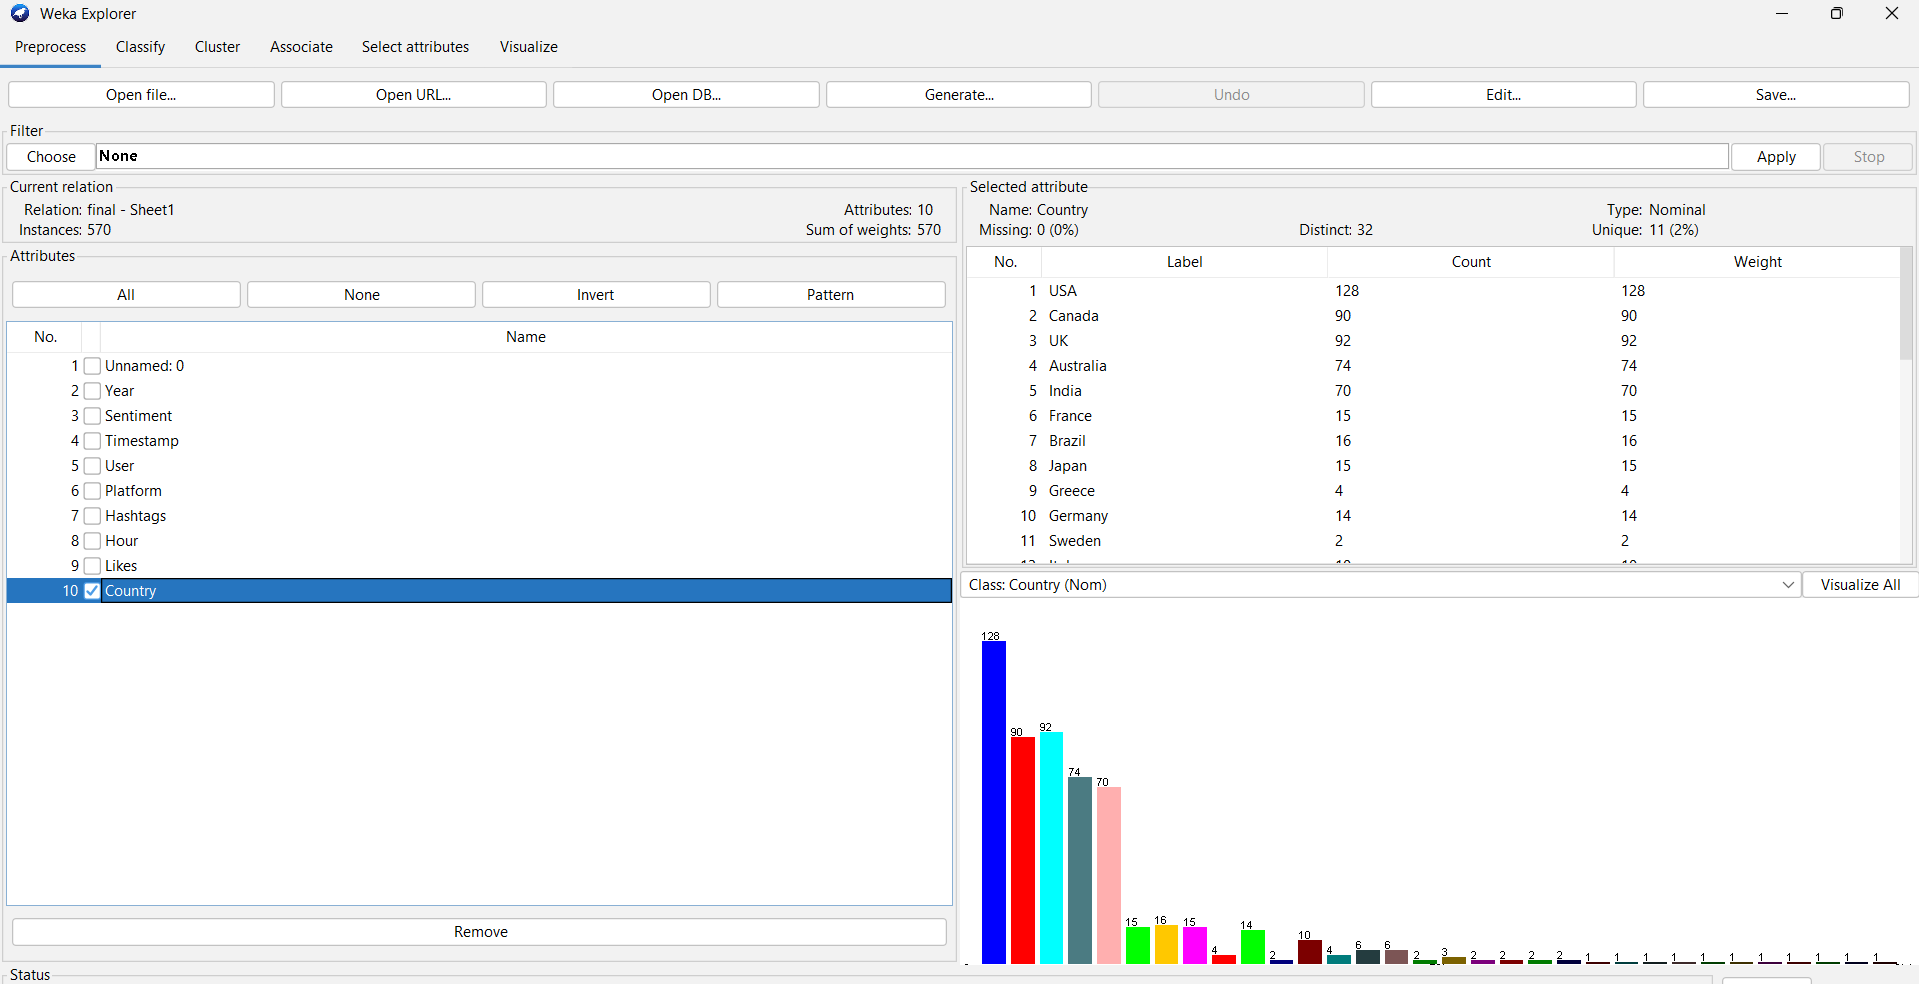 Weka Explorer
Preprocess Classify Cluster Associate Select attributes Visualize
Open file... Open URL... Open DB... Generate... Undo Edit... Save...
Filter
Choose None Apply Stop
Current relation
Relation: final - Sheet1 Attributes: 10
Instances: 570 Sum of weights: 570
Attributes
All None Invert Pattern
No. Name
1 Unnamed: 0
2 Year
3 Sentiment
4 Timestamp
5 User
6 Platform
7 Hashtags
8 Hour
9 Likes
10 Country
Remove
Status
Selected attribute
Name: Country Type: Nominal
Missing: 0 (0%) Distinct: 32 Unique: 11 (2%)
No. Label Count Weight
1 USA 128 128
2 Canada 90 90
3 UK 92 92
4 Australia 74 74
5 India 70 70
6 France 15 15
7 Brazil 16 16
8 Japan 15 15
9 Greece 4 4
10 Germany 14 14
11 Sweden 2 2
Class: Country (Nom) Visualize All
128 90 92 74 70 15 16 15 4 14 2 10 4 6 6 2 3 2 2 2 2 1 1 1 1 1 1 1 1 1 1 1